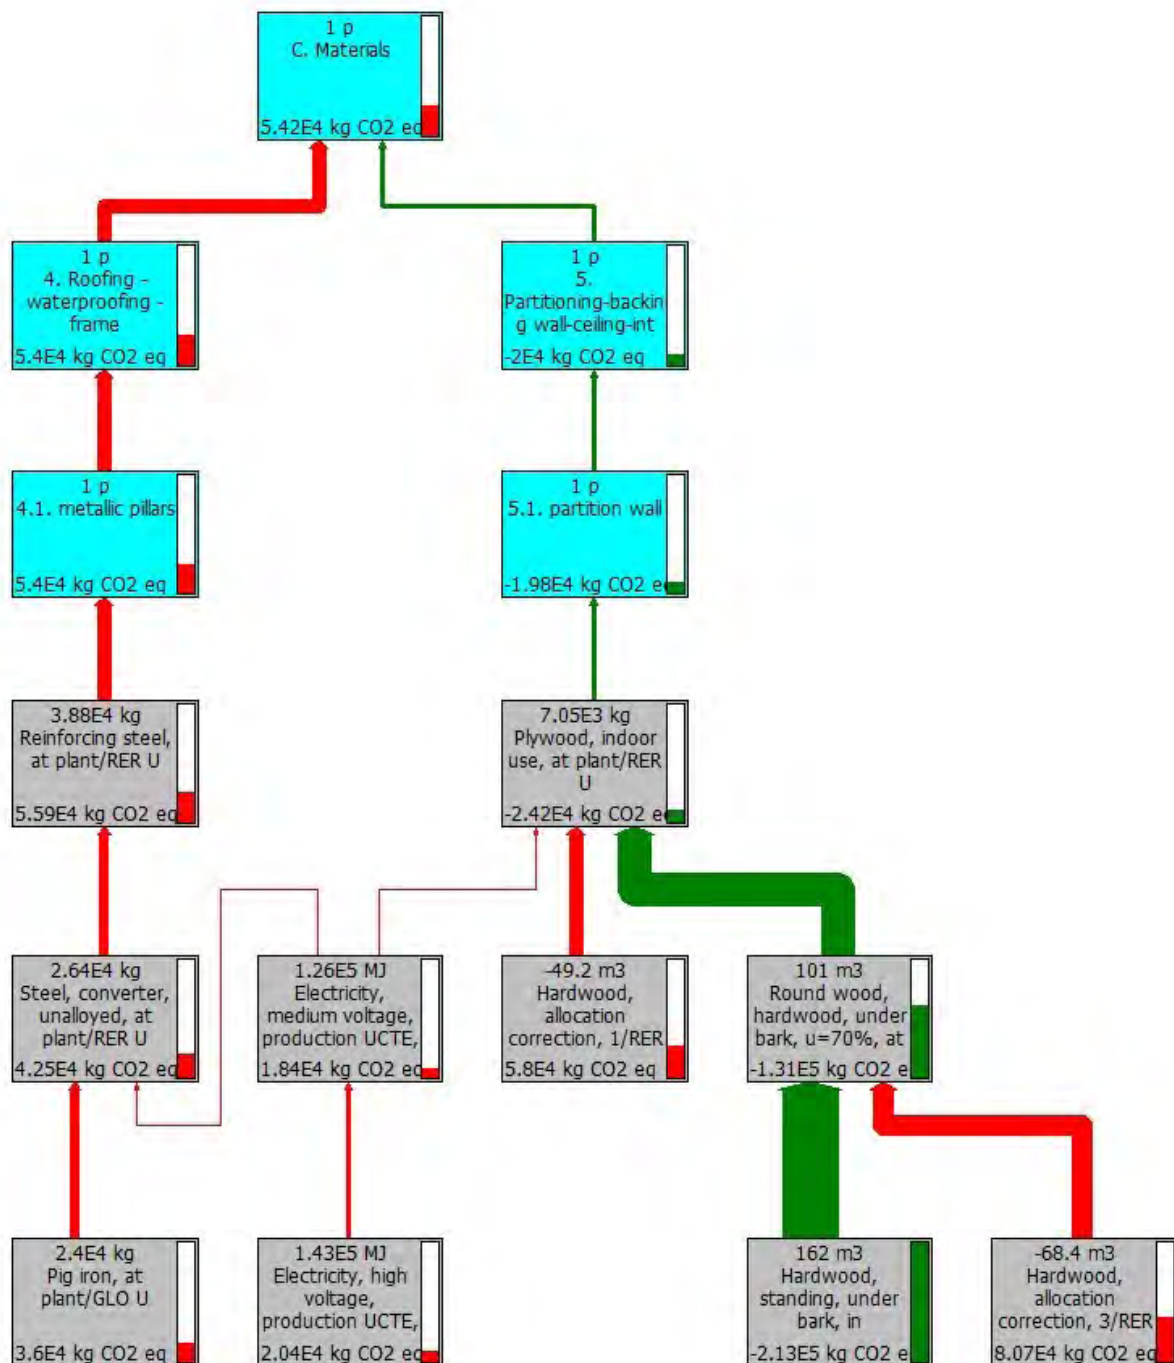 1 p
C. Materials
5.42E4 kg CO2 eq
1 p
4. Roofing -
waterproofing -
frame
5.4E4 kg CO2 eq
1 p
5.
Partitioning-backin
g wall-ceiling-int
-2E4 kg CO2 eq
1 p
4.1. metallic pillars
5.4E4 kg CO2 eq
1 p
5.1. partition wall
-1.98E4 kg CO2 e
3.88E4 kg
Reinforcing steel,
at plant/RER U
5.59E4 kg CO2 eq
7.05E3 kg
Plywood, indoor
use, at plant/RER
U
-2.42E4 kg CO2 e
2.64E4 kg
Steel, converter,
unalloyed, at
plant/RER U
4.25E4 kg CO2 eq
1.26E5 MJ
Electricity,
medium voltage,
production UCTE,
1.84E4 kg CO2 eq
-49.2 m3
Hardwood,
allocation
correction, 1/RER
5.8E4 kg CO2 eq
101 m3
Round wood,
hardwood, under
bark, u=70%, at
-1.31E5 kg CO2 e
2.4E4 kg
Pig iron, at
plant/GLO U
3.6E4 kg CO2 eq
1.43E5 MJ
Electricity, high
voltage,
production UCTE,
2.04E4 kg CO2 eq
162 m3
Hardwood,
standing, under
bark, in
-2.13E5 kg CO2 e
-68.4 m3
Hardwood,
allocation
correction, 3/RER
8.07E4 kg CO2 eq